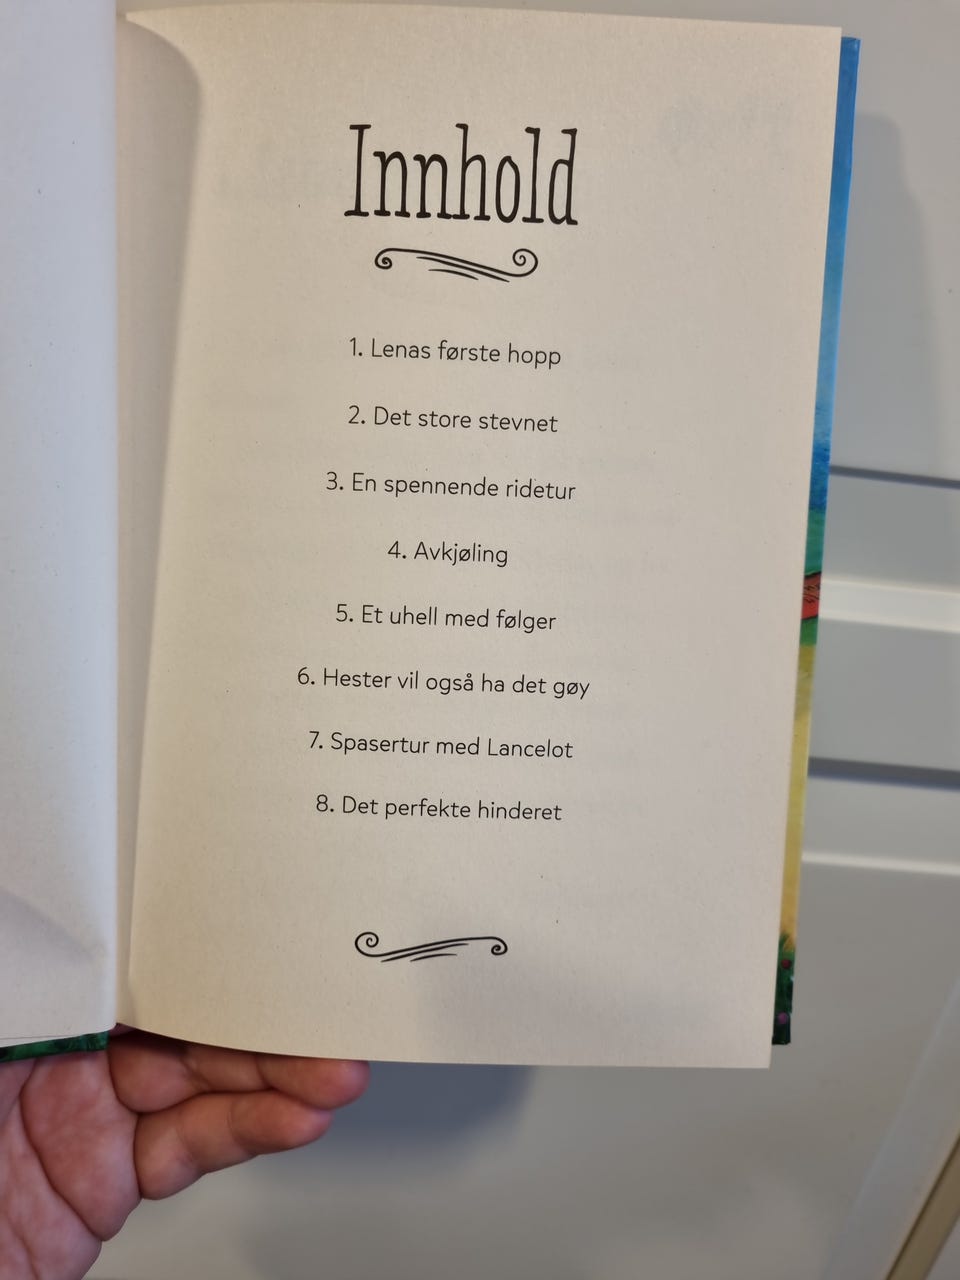 Innhold
1. Lenas første hopp
2. Det store stevnet
3. En spennende ridetur
4. Avkjøling
5. Et uhell med følger
6. Hester vil også ha det gøy
7. Spasertur med Lancelot
8. Det perfekte hinderet